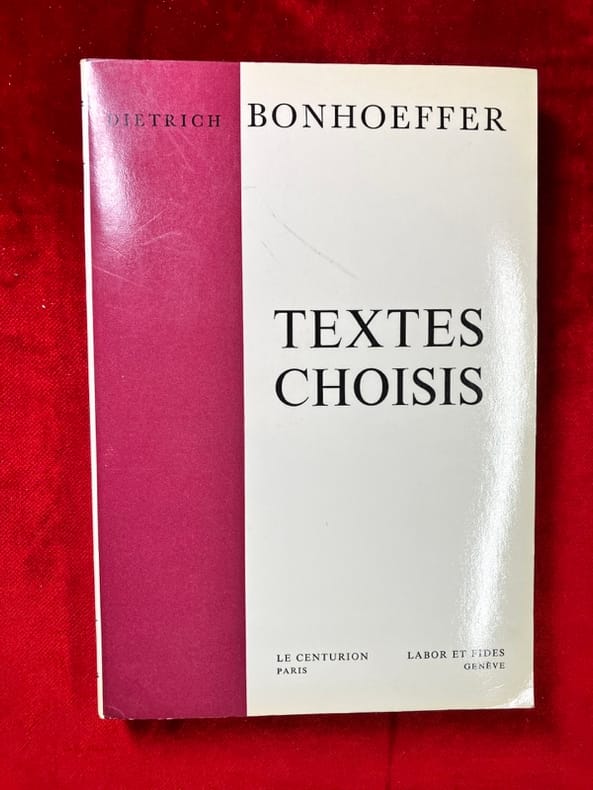 DIETRICH BONHOEFFER
TEXTES
CHOISIS
LE CENTURION LABOR ET FIDES
PARIS GENÈVE